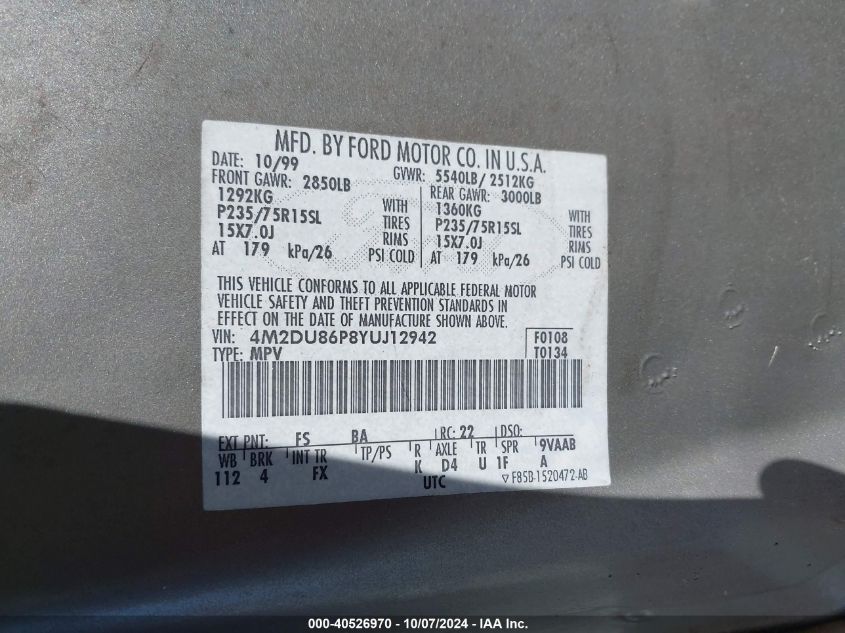 MFD. BY FORD MOTOR CO. IN U.S.A.
DATE: 10/99 GVWR: 5540LB/ 2512KG
FRONT GAWR: 2850LB REAR GAWR: 3000LB
1292KG WITH 1360KG WITH
P235/75R15SL TIRES P235/75R15SL TIRES
15X7.0J RIMS 15X7.0J RIMS
AT 179 kPa/26 PSI COLD AT 179 kPa/26 PSI COLD
THIS VEHICLE CONFORMS TO ALL APPLICABLE FEDERAL MOTOR
VEHICLE SAFETY AND THEFT PREVENTION STANDARDS IN
EFFECT ON THE DATE OF MANUFACTURE SHOWN ABOVE.
VIN: 4M2DU86P8YUJ12942 F0108
TYPE: MPV T0134
EXT PNT: FS BA RC: 22 DSO:
WB BRK INT TR TP/PS R AXLE TR SPR 9VAAB
112 4 FX K D4 U 1F A
UTC ▽F85B-1520472-AB
000-40526970 - 10/07/2024 - IAA Inc.